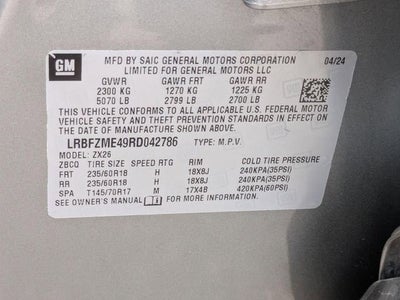 GM
MFD BY SAIC GENERAL MOTORS CORPORATION 04/24
LIMITED FOR GENERAL MOTORS LLC
GVWR GAWR FRT GAWR RR
2300 KG 1270 KG 1225 KG
5070 LB 2799 LB 2700 LB
THIS VEHICLE CONFORMS TO ALL APPLICABLE U.S. FEDERAL MOTOR
VEHICLE SAFETY AND THEFT PREVENTION STANDARDS IN EFFECT
ON THE DATE OF MANUFACTURE SHOWN ABOVE.
LRBFZME49RD042786 TYPE: M.P.V.
MODEL: ZX26
ZBCQ TIRE SIZE SPEED RTG RIM COLD TIRE PRESSURE
FRT 235/60R18 H 18X8J 240KPA(35PSI)
RR 235/60R18 H 18X8J 240KPA(35PSI)
SPA T145/70R17 M 17X4B 420KPA(60PSI)
SEE OWNER'S MANUAL FOR MORE INFORMATION.